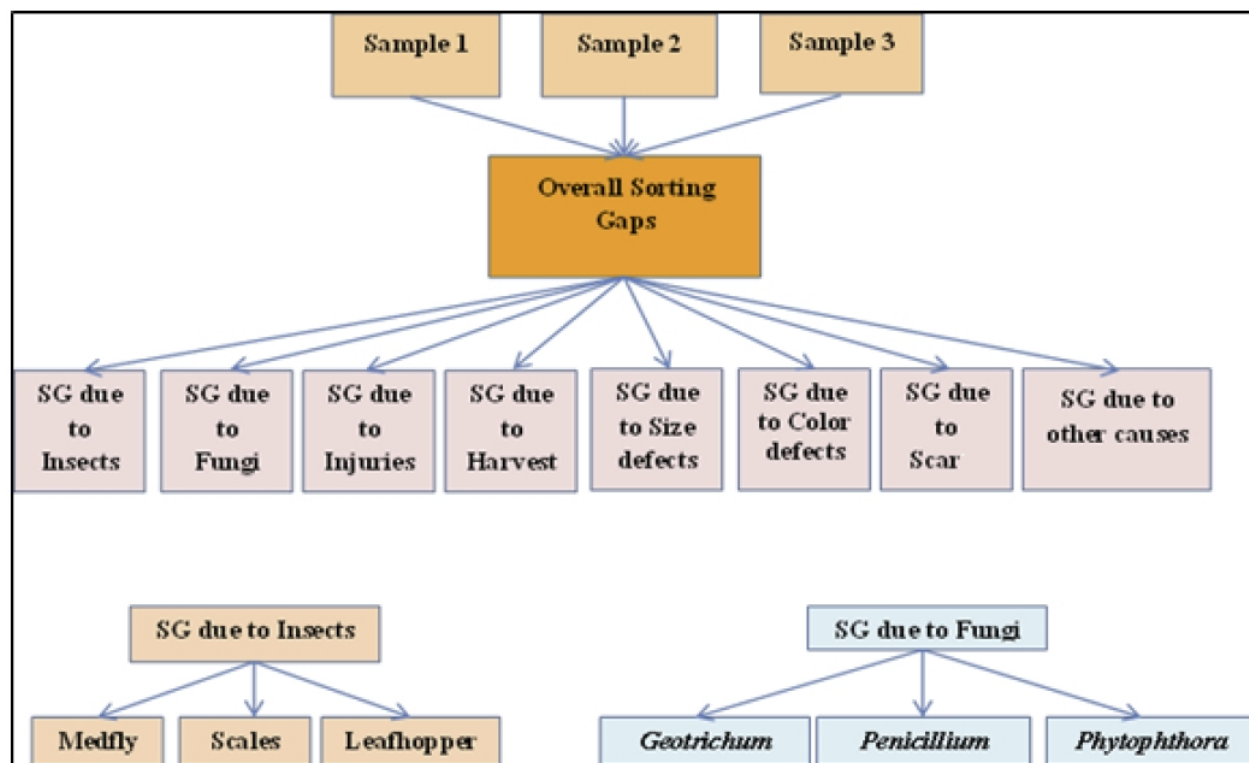 Sample 1
Sample 2
Sample 3
Overall Sorting
Gaps
SG due
to
Insects
SG due
to
Fungi
SG due
to
Injuries
SG due
to
Harvest
SG due
to Size
defects
SG due
to Color
defects
SG due
to
Scar
SG due to
other causes
SG due to Insects
SG due to Fungi
Medfly
Scales
Leafhopper
Geotrichum
Penicillium
Phytophthora